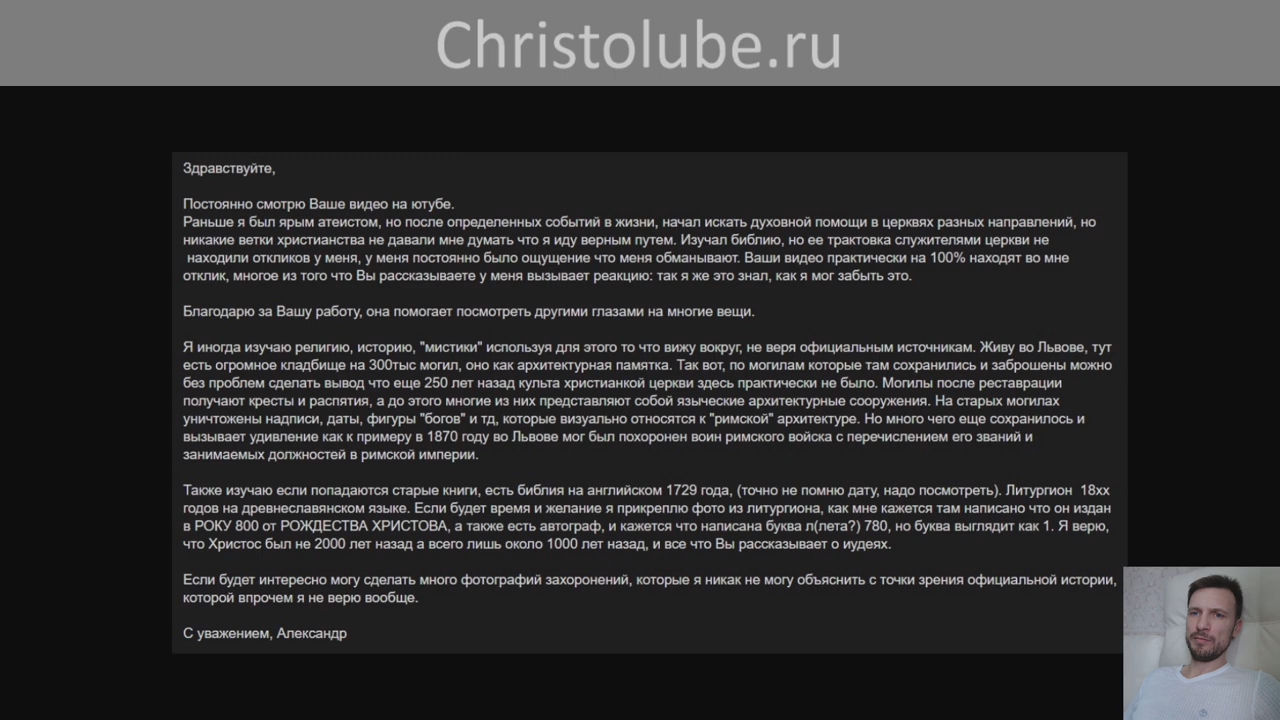 Christolube.ru
Здравствуйте,
Постоянно смотрю Ваше видео на ютубе.
Раньше я был ярым атеистом, но после определенных событий в жизни, начал искать духовной помощи в церквях разных направлений, но
никакие ветки христианства не давали мне думать что я иду верным путем. Изучал библию, но ее трактовка служителями церкви не
находили откликов у меня, у меня постоянно было ощущение что меня обманывают. Ваши видео практически на 100% находят во мне
отклик, многое из того что Вы рассказываете у меня вызывает реакцию: так я же это знал, как я мог забыть это.
Благодарю за Вашу работу, она помогает посмотреть другими глазами на многие вещи.
Я иногда изучаю религию, историю, "мистики" используя для этого то что вижу вокруг, не веря официальным источникам. Живу во Львове, тут
есть огромное кладбище на 300тыс могил, оно как архитектурная памятка. Так вот, по могилам которые там сохранились и заброшены можно
без проблем сделать вывод что еще 250 лет назад культа христианкой церкви здесь практически не было. Могилы после реставрации
получают кресты и распятия, а до этого многие из них представляют собой языческие архитектурные сооружения. На старых могилах
уничтожены надписи, даты, фигуры "богов" и тд, которые визуально относятся к "римской" архитектуре. Но много чего еще сохранилось и
вызывает удивление как к примеру в 1870 году во Львове мог был похоронен воин римского войска с перечислением его званий и
занимаемых должностей в римской империи.
Также изучаю если попадаются старые книги, есть библия на английском 1729 года, (точно не помню дату, надо посмотреть). Литургион 18хх
годов на древнеславянском языке. Если будет время и желание я прикреплю фото из литургиона, как мне кажется там написано что он издан
в РОКУ 800 от РОЖДЕСТВА ХРИСТОВА, а также есть автограф, и кажется что написана буква л(лета?) 780, но буква выглядит как 1. Я верю,
что Христос был не 2000 лет назад а всего лишь около 1000 лет назад, и все что Вы рассказывает о иудеях.
Если будет интересно могу сделать много фотографий захоронений, которые я никак не могу объяснить с точки зрения официальной истории,
которой впрочем я не верю вообще.
С уважением, Александр